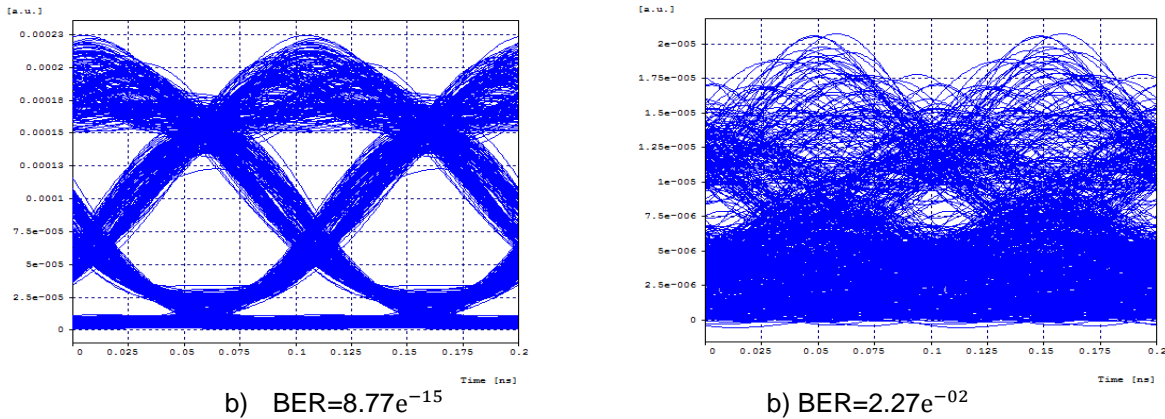 [a.u.]
0.00023
0.0002
0.00018
0.00015
0.00013
0.0001
7.5e-005
5e-005
2.5e-005
0
0 0.025 0.05 0.075 0.1 0.125 0.15 0.175 0.2
Time [ns]
b) BER=8.77e⁻¹⁵
[a.u.]
2e-005
1.75e-005
1.5e-005
1.25e-005
1e-005
7.5e-006
5e-006
2.5e-006
0
0 0.025 0.05 0.075 0.1 0.125 0.15 0.175 0.2
Time [ns]
b) BER=2.27e⁻⁰²